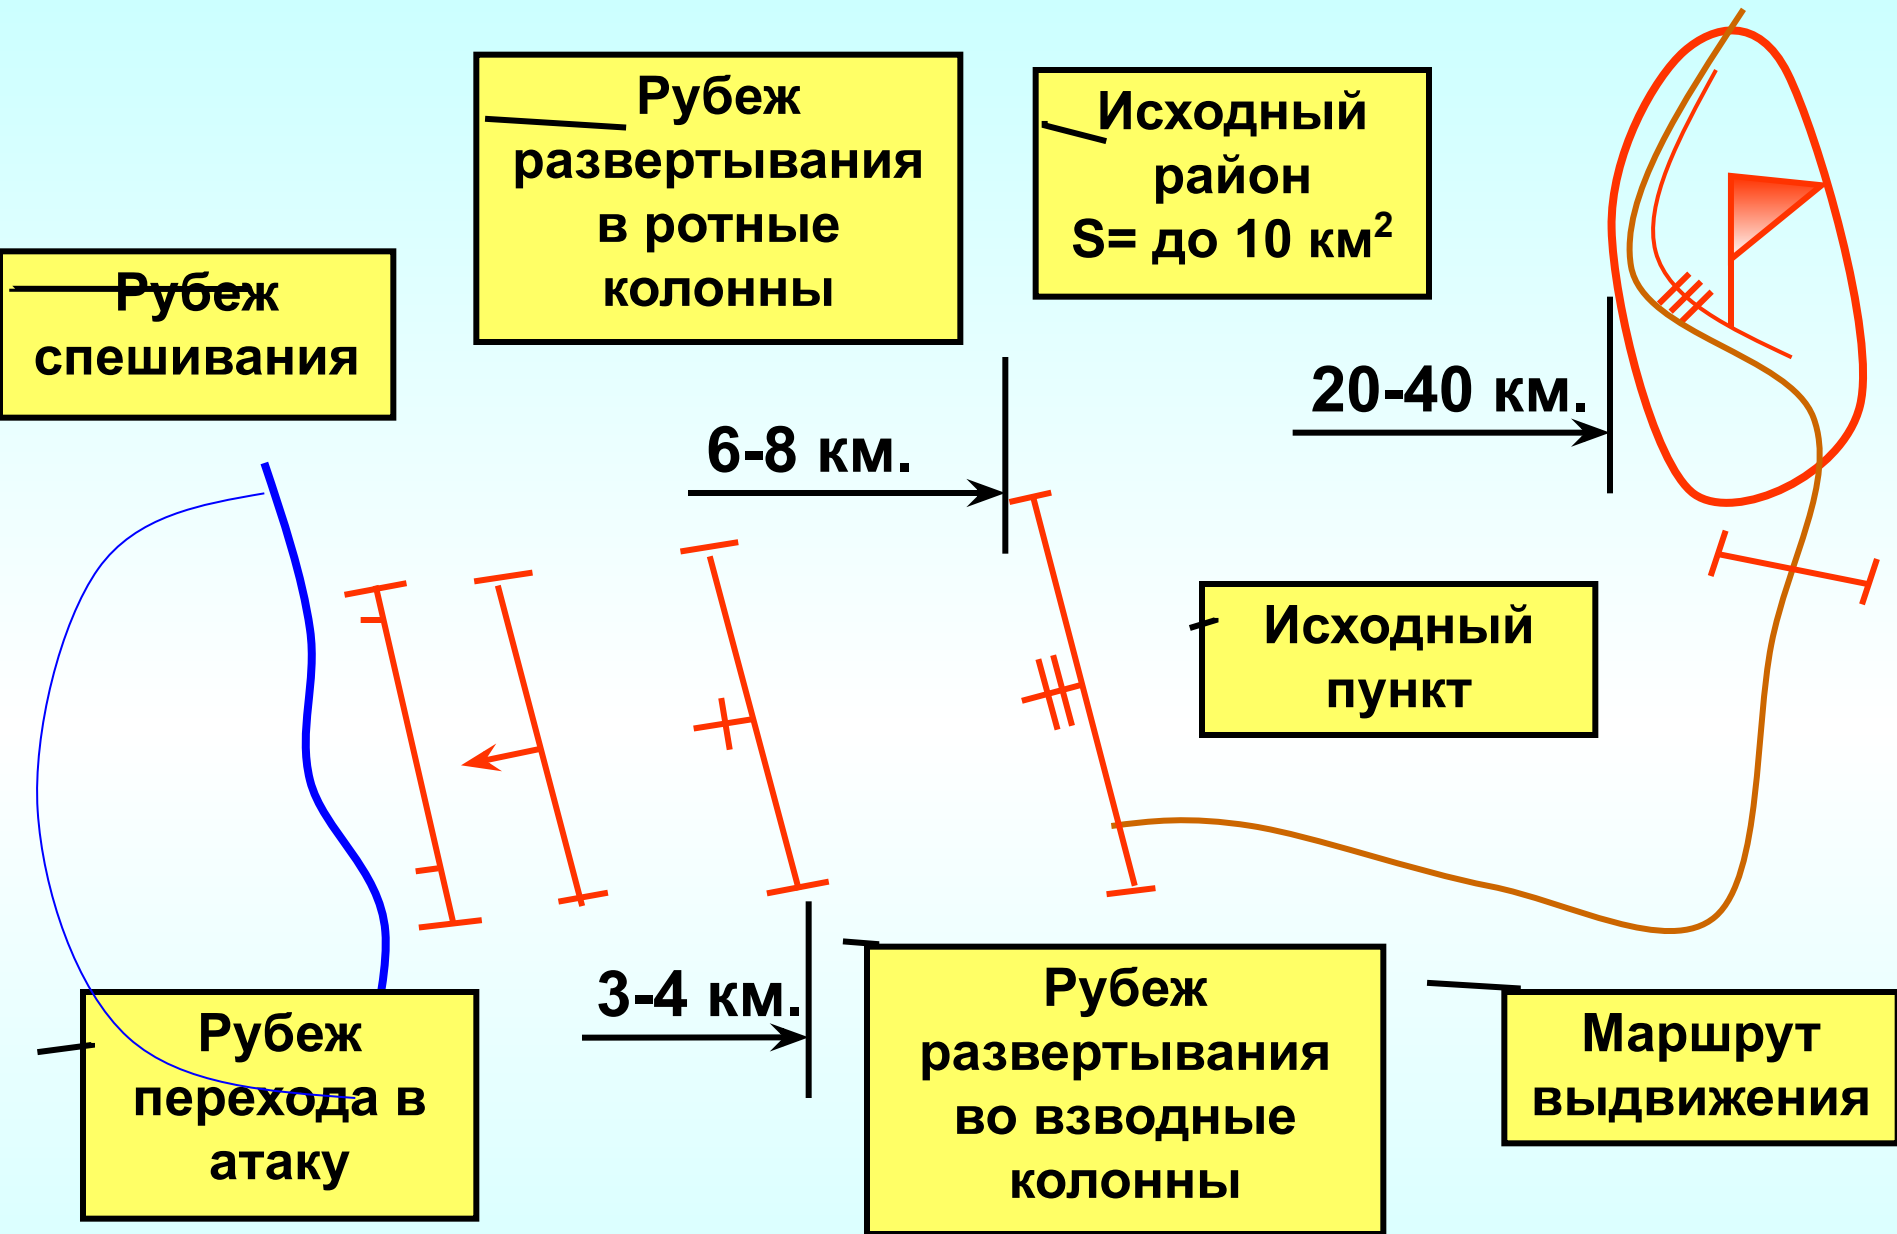 Рубеж
развертывания
в ротные
колонны
Исходный
район
S= до 10 км²
Рубеж
спешивания
20-40 км.
6-8 км.
Исходный
пункт
3-4 км.
Рубеж
перехода в
атаку
Рубеж
развертывания
во взводные
колонны
Маршрут
выдвижения